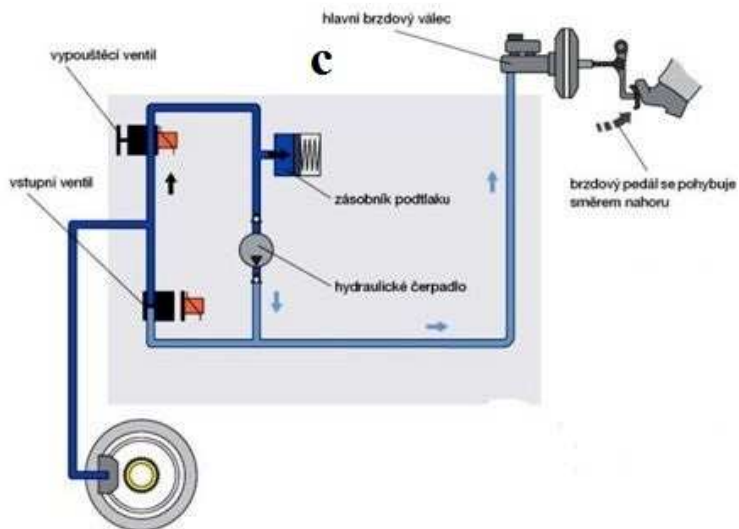 hlavní brzdový válec
c
vypouštěcí ventil
vstupní ventil
zásobník podtlaku
brzdový pedál se pohybuje
směrem nahoru
hydraulické čerpadlo